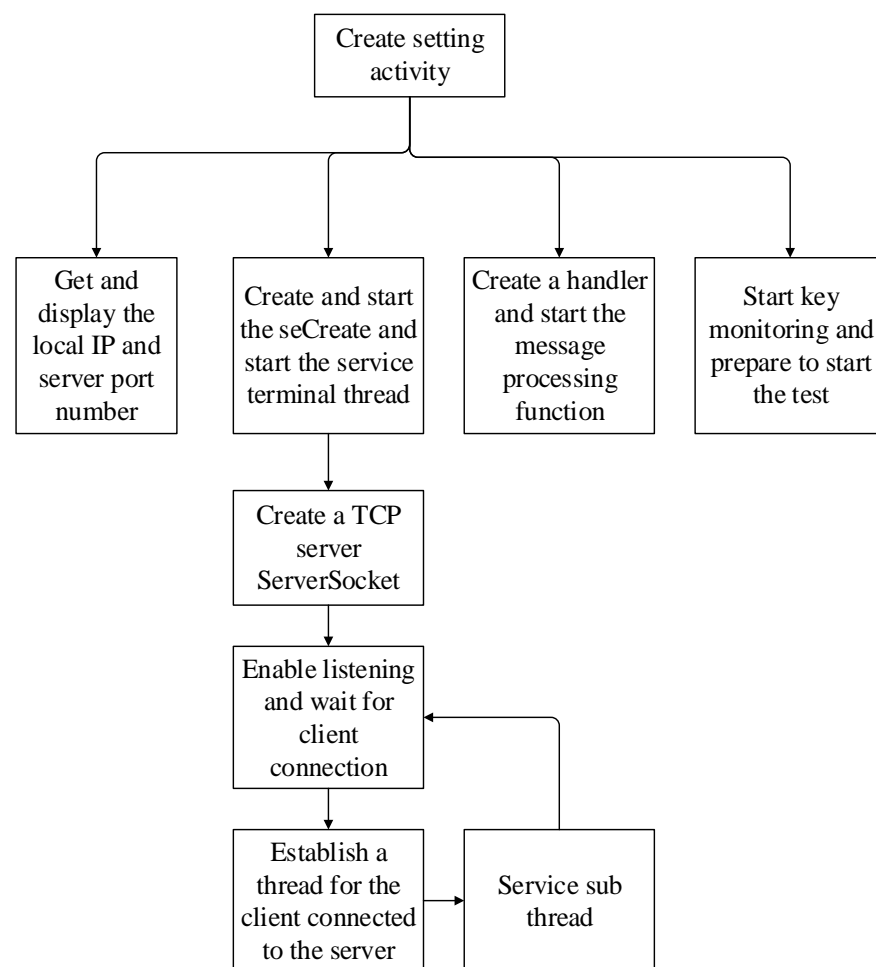 Create setting
activity
Get and
display the
local IP and
server port
number
Create and start
the seCreate and
start the service
terminal thread
Create a handler
and start the
message
processing
function
Start key
monitoring and
prepare to start
the test
Create a TCP
server
ServerSocket
Enable listening
and wait for
client
connection
Establish a
thread for the
client connected
to the server
Service sub
thread